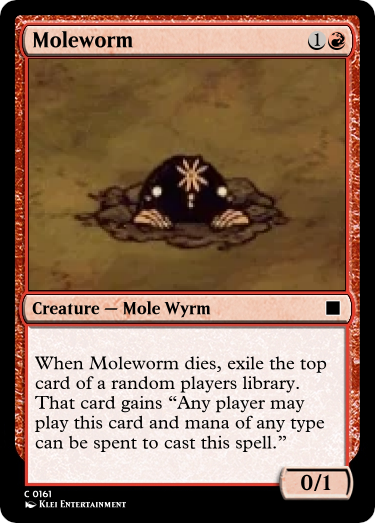 Moleworm 1
Creature — Mole Wyrm
When Moleworm dies, exile the top
card of a random players library.
That card gains “Any player may
play this card and mana of any type
can be spent to cast this spell.”
0/1
C 0161
Klei Entertainment